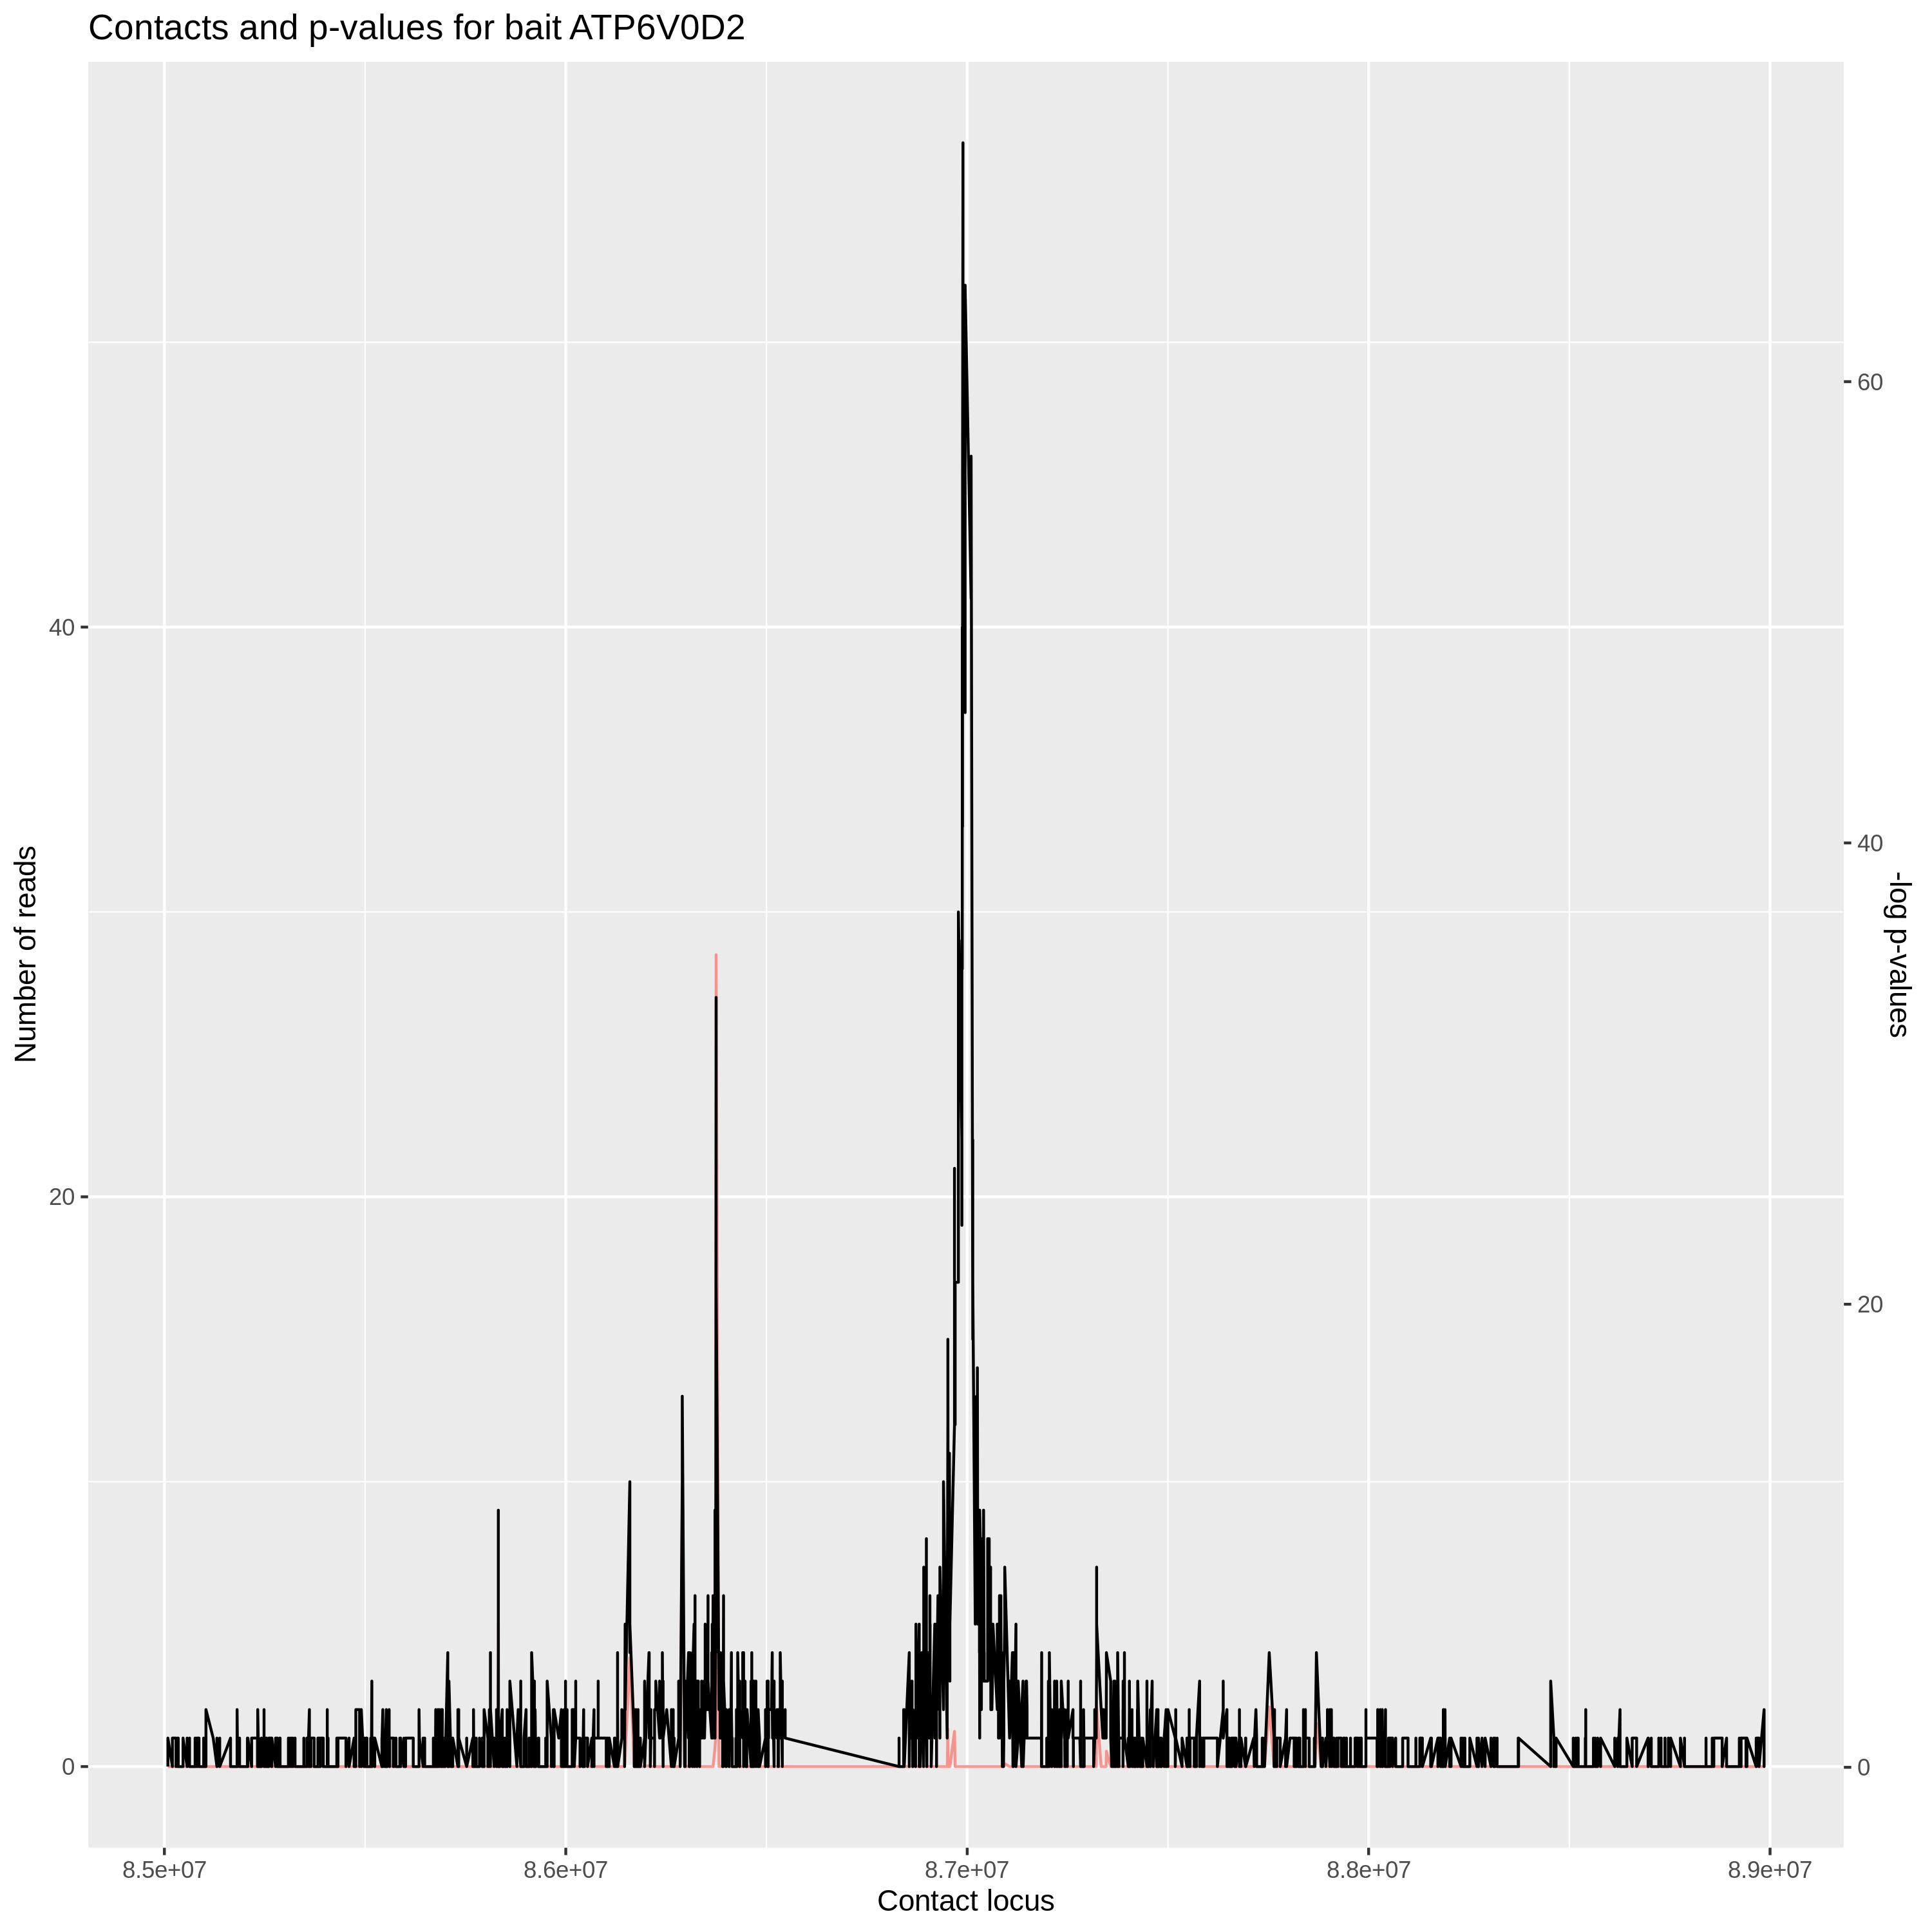 Contacts and p-values for bait ATP6V0D2
Number of reads
40
20
0
60
40
20
0
-log p-values
8.5e+07
8.6e+07
8.7e+07
8.8e+07
8.9e+07
Contact locus